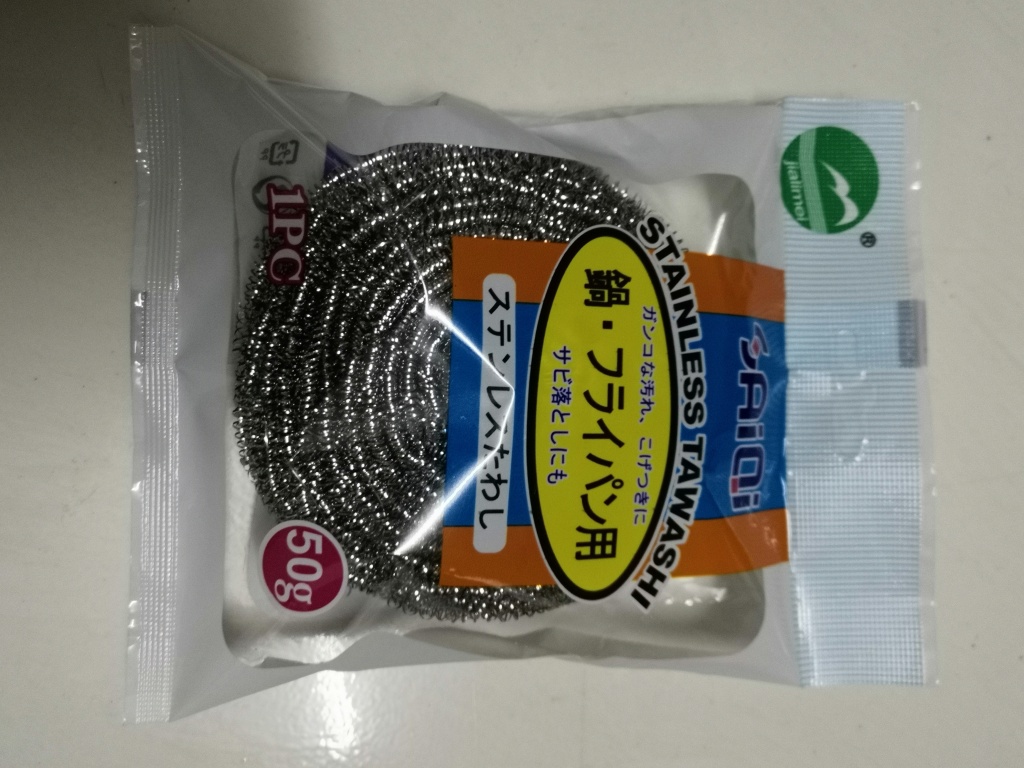 jialimei
®
SAiQi
STAINLESS TAWASHI
ガンコな汚れ、こげつきに
鍋・フライパン用
サビ落としにも
ステンレスたわし
1PC
50g